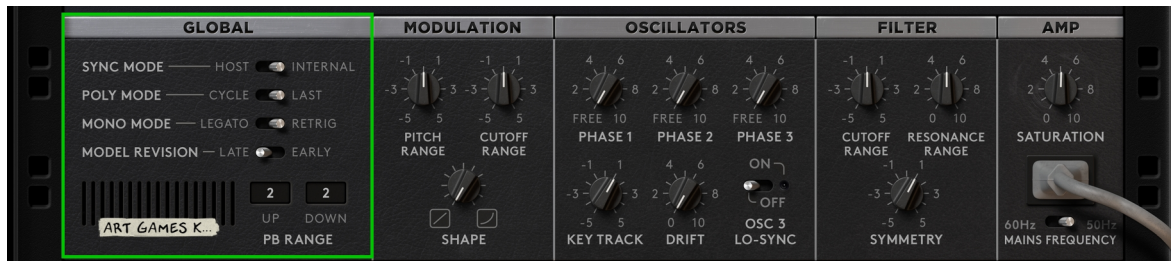 GLOBAL
MODULATION
OSCILLATORS
FILTER
AMP
SYNC MODE HOST INTERNAL
POLY MODE CYCLE LAST
MONO MODE LEGATO RETRIG
MODEL REVISION LATE EARLY
2 2
UP DOWN
PB RANGE
ART GAMES K...
-1 1
-3 3
-5 5
PITCH
RANGE
-1 1
-3 3
-5 5
CUTOFF
RANGE
SHAPE
4 6
2 8
FREE 10
PHASE 1
4 6
2 8
FREE 10
PHASE 2
4 6
2 8
FREE 10
PHASE 3
-1 1
-3 3
-5 5
KEY TRACK
4 6
2 8
0 10
DRIFT
ON
OFF
OSC 3
LO-SYNC
-1 1
-3 3
-5 5
CUTOFF
RANGE
4 6
2 8
0 10
RESONANCE
RANGE
-1 1
-3 3
-5 5
SYMMETRY
4 6
2 8
0 10
SATURATION
60Hz 50Hz
MAINS FREQUENCY